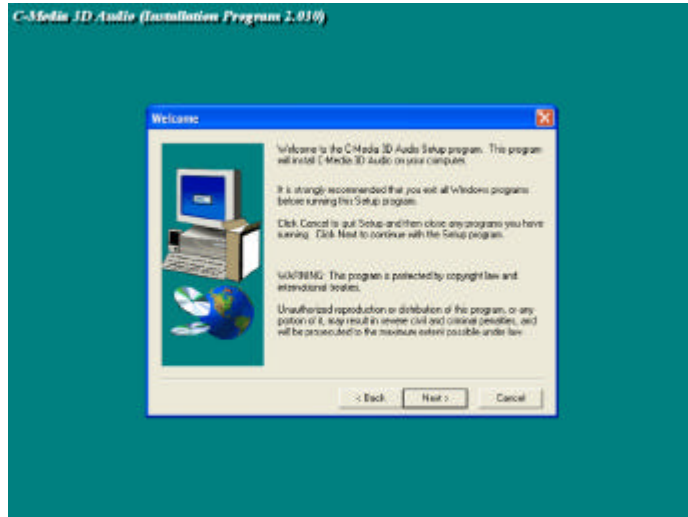 C-Media 3D Audio (Installation Program 2.030)
Welcome
Welcome to the C-Media 3D Audio Setup program. This program
will install C-Media 3D Audio on your computer.
It is strongly recommended that you exit all Windows programs
before running this Setup program.
Click Cancel to quit Setup and then close any programs you have
running. Click Next to continue with the Setup program.
WARNING: This program is protected by copyright law and
international treaties.
Unauthorized reproduction or distribution of this program, or any
portion of it, may result in severe civil and criminal penalties, and
will be prosecuted to the maximum extent possible under law.
< Back
Next >
Cancel